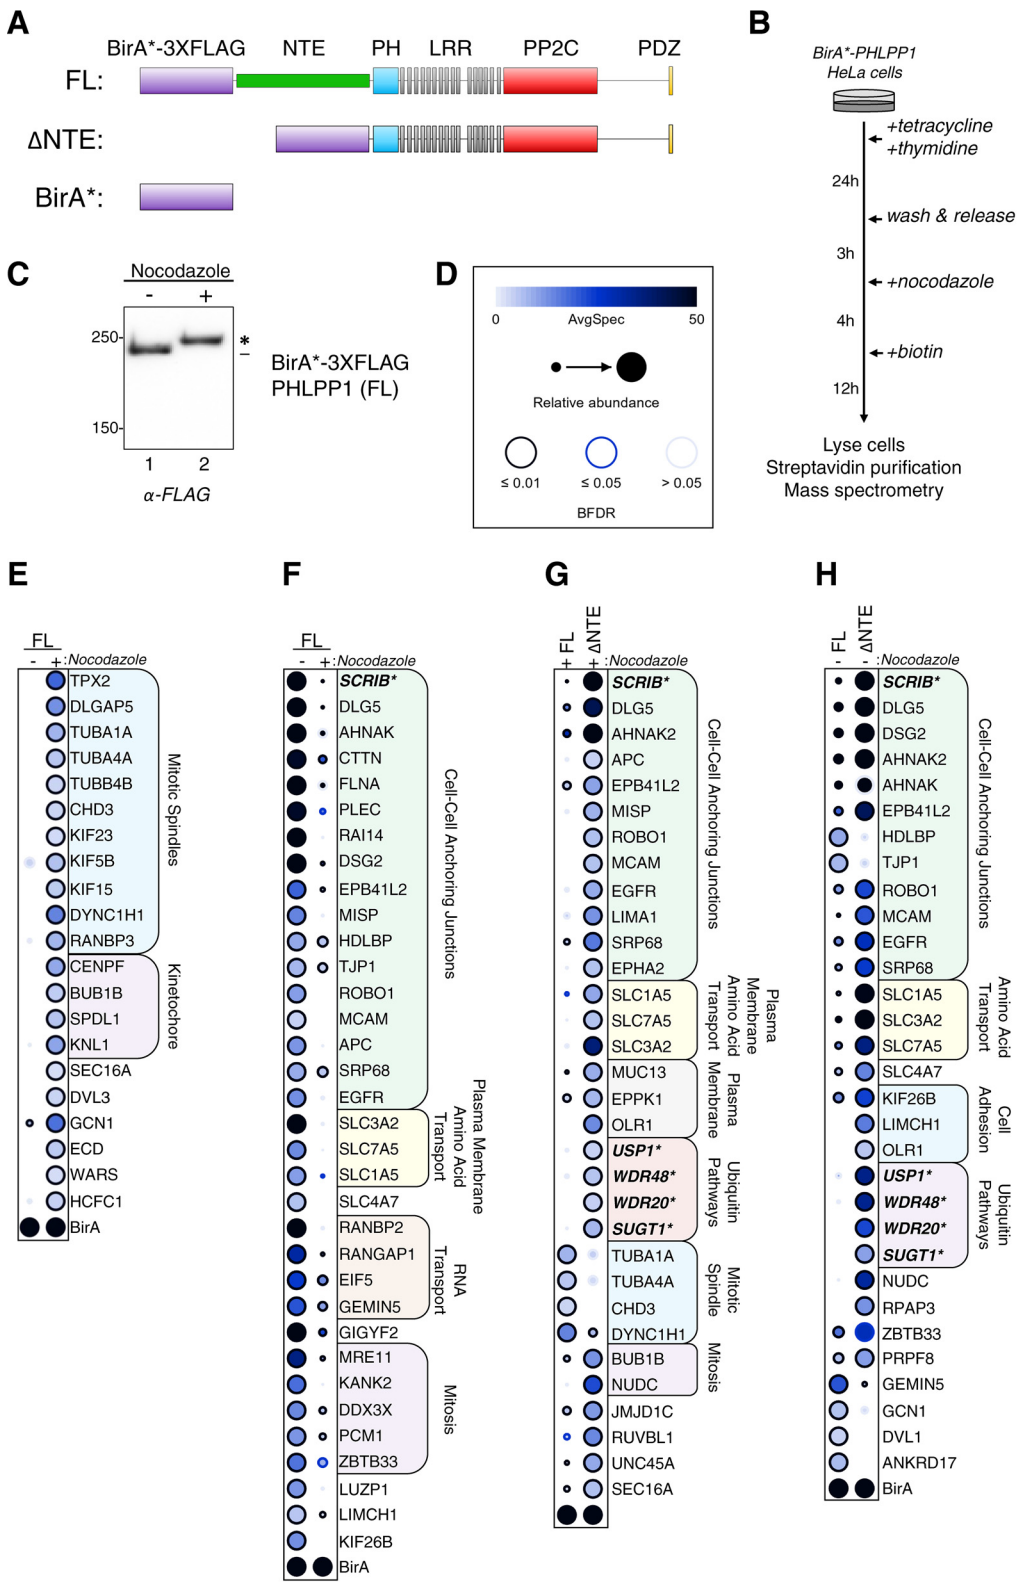 A
BirA*-3XFLAG NTE PH LRR PP2C PDZ
FL:
ΔNTE:
BirA*:
B
BirA*-PHLPP1
HeLa cells
+tetracycline
+thymidine
24h
wash & release
3h
+nocodazole
4h
+biotin
12h
Lyse cells
Streptavidin purification
Mass spectrometry
C
Nocodazole
- +
250-
150-
*
–
BirA*-3XFLAG
PHLPP1 (FL)
1 2
α-FLAG
D
0 AvgSpec 50
Relative abundance
≤ 0.01 ≤ 0.05 > 0.05
BFDR
E
FL
- + :Nocodazole
TPX2
DLGAP5
TUBA1A
TUBA4A
TUBB4B
CHD3
KIF23
KIF5B
KIF15
DYNC1H1
RANBP3
Mitotic Spindles
CENPF
BUB1B
SPDL1
KNL1
Kinetochore
SEC16A
DVL3
GCN1
ECD
WARS
HCFC1
BirA
F
FL
- + :Nocodazole
SCRIB*
DLG5
AHNAK
CTTN
FLNA
PLEC
RAI14
DSG2
EPB41L2
MISP
HDLBP
TJP1
ROBO1
MCAM
APC
SRP68
EGFR
Cell-Cell Anchoring Junctions
SLC3A2
SLC7A5
SLC1A5
Plasma Membrane
Amino Acid
Transport
SLC4A7
RANBP2
RANGAP1
EIF5
GEMIN5
RNA
Transport
GIGYF2
MRE11
KANK2
DDX3X
PCM1
ZBTB33
Mitosis
LUZP1
LIMCH1
KIF26B
BirA
G
FL ΔNTE
+ + :Nocodazole
SCRIB*
DLG5
AHNAK2
APC
EPB41L2
MISP
ROBO1
MCAM
EGFR
LIMA1
SRP68
EPHA2
Cell-Cell Anchoring Junctions
SLC1A5
SLC7A5
SLC3A2
Plasma
Membrane
Amino Acid
Transport
MUC13
EPPK1
OLR1
Plasma
Membrane
USP1*
WDR48*
WDR20*
SUGT1*
Ubiquitin
Pathways
TUBA1A
TUBA4A
CHD3
DYNC1H1
Mitotic
Spindle
BUB1B
NUDC
Mitosis
JMJD1C
RUVBL1
UNC45A
SEC16A
H
FL ΔNTE
- - :Nocodazole
SCRIB*
DLG5
DSG2
AHNAK2
AHNAK
EPB41L2
HDLBP
TJP1
ROBO1
MCAM
EGFR
SRP68
Cell-Cell Anchoring Junctions
SLC1A5
SLC3A2
SLC7A5
Amino Acid
Transport
SLC4A7
KIF26B
LIMCH1
OLR1
Cell
Adhesion
USP1*
WDR48*
WDR20*
SUGT1*
Ubiquitin
Pathways
NUDC
RPAP3
ZBTB33
PRPF8
GEMIN5
GCN1
DVL1
ANKRD17
BirA